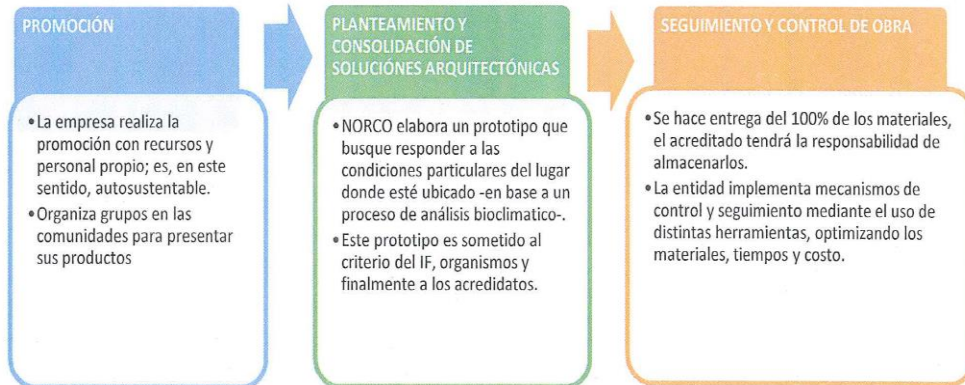 PROMOCIÓN
• La empresa realiza la
promoción con recursos y
personal propio; es, en este
sentido, autosustentable.
• Organiza grupos en las
comunidades para presentar
sus productos
PLANTEAMIENTO Y
CONSOLIDACIÓN DE
SOLUCIÓNES ARQUITECTÓNICAS
• NORCO elabora un prototipo que
busque responder a las
condiciones particulares del lugar
donde esté ubicado -en base a un
proceso de análisis bioclimatico-.
• Este prototipo es sometido al
criterio del IF, organismos y
finalmente a los acredidatos.
SEGUIMIENTO Y CONTROL DE OBRA
• Se hace entrega del 100% de los materiales,
el acreditado tendrá la responsabilidad de
almacenarlos.
• La entidad implementa mecanismos de
control y seguimiento mediante el uso de
distintas herramientas, optimizando los
materiales, tiempos y costo.